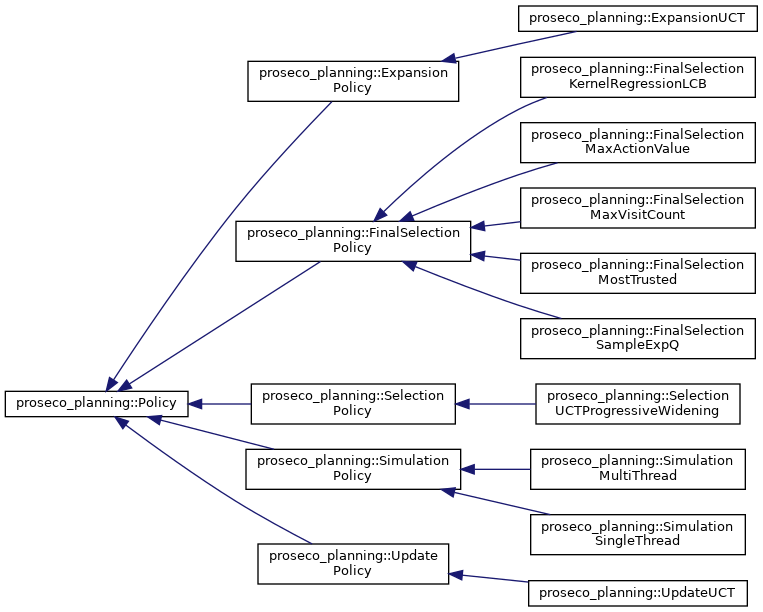 proseco_planning::ExpansionUCT
proseco_planning::Expansion
Policy
proseco_planning::FinalSelection
KernelRegressionLCB
proseco_planning::FinalSelection
MaxActionValue
proseco_planning::FinalSelection
MaxVisitCount
proseco_planning::FinalSelection
Policy
proseco_planning::FinalSelection
MostTrusted
proseco_planning::FinalSelection
SampleExpQ
proseco_planning::Policy
proseco_planning::Selection
Policy
proseco_planning::Selection
UCTProgressiveWidening
proseco_planning::Simulation
Policy
proseco_planning::Simulation
MultiThread
proseco_planning::Simulation
SingleThread
proseco_planning::Update
Policy
proseco_planning::UpdateUCT